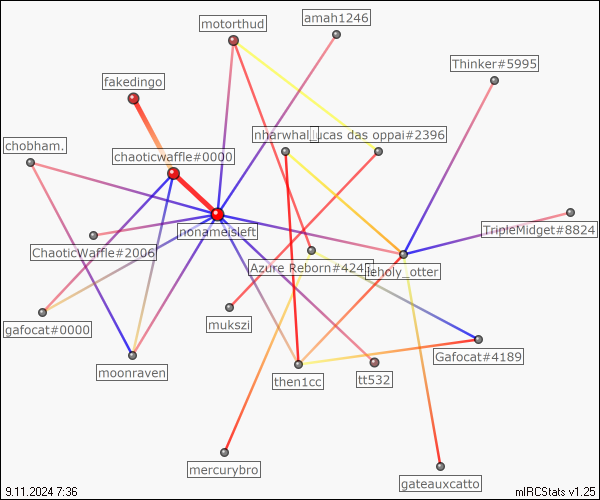 amah1246
motorthud
Thinker#5995
fakedingo
nharwhal
lucas das oppai#2396
chobham.
chaoticwaffle#0000
nonameisleft
TripleMidget#8824
ChaoticWaffle#2006
Azure Reborn#424
leholy_otter
mukszi
gafocat#0000
Gafocat#4189
moonraven
then1cc
tt532
mercurybro
gateauxcatto
9.11.2024 7:36
mIRCStats v1.25